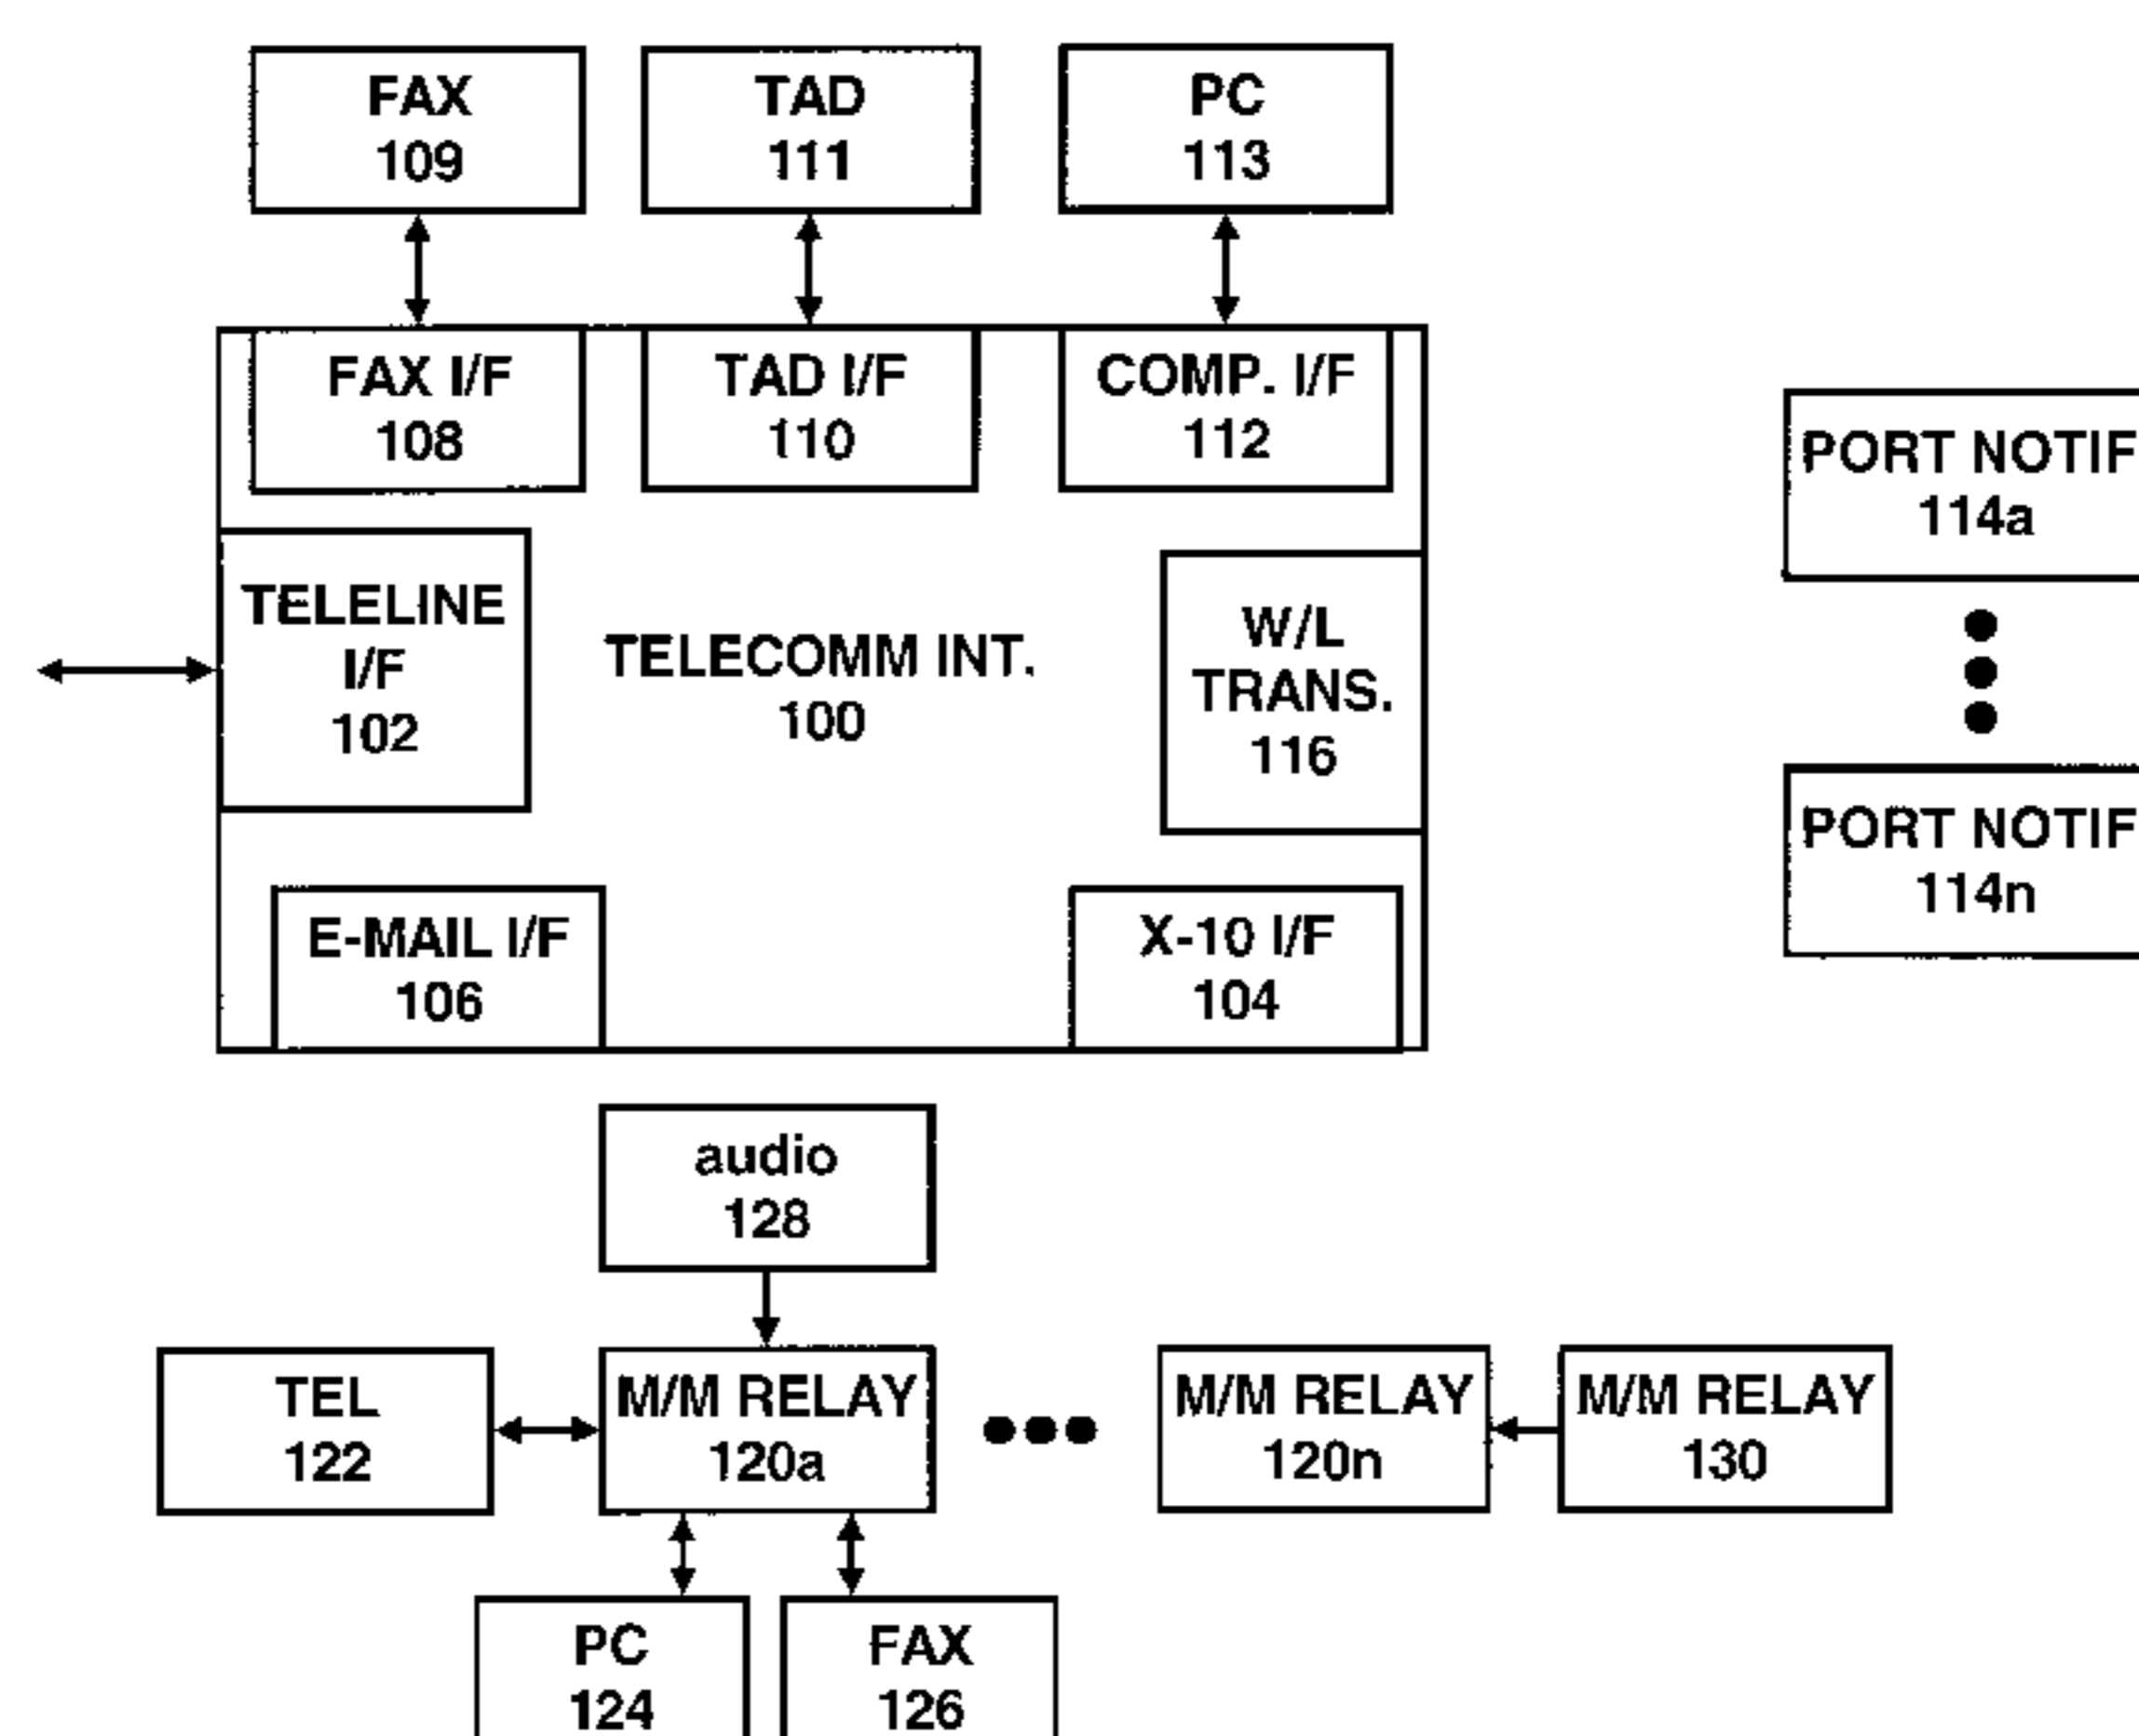 FAX
109
TAD
111
PC
113
FAX I/F
108
TAD I/F
110
COMP. I/F
112
PORT NOTIF
114a
TELELINE
I/F
102
TELECOMM INT.
100
W/L
TRANS.
116
PORT NOTIF
114n
E-MAIL I/F
106
X-10 I/F
104
audio
128
TEL
122
M/M RELAY
120a
M/M RELAY
120n
M/M RELAY
130
PC
124
FAX
126